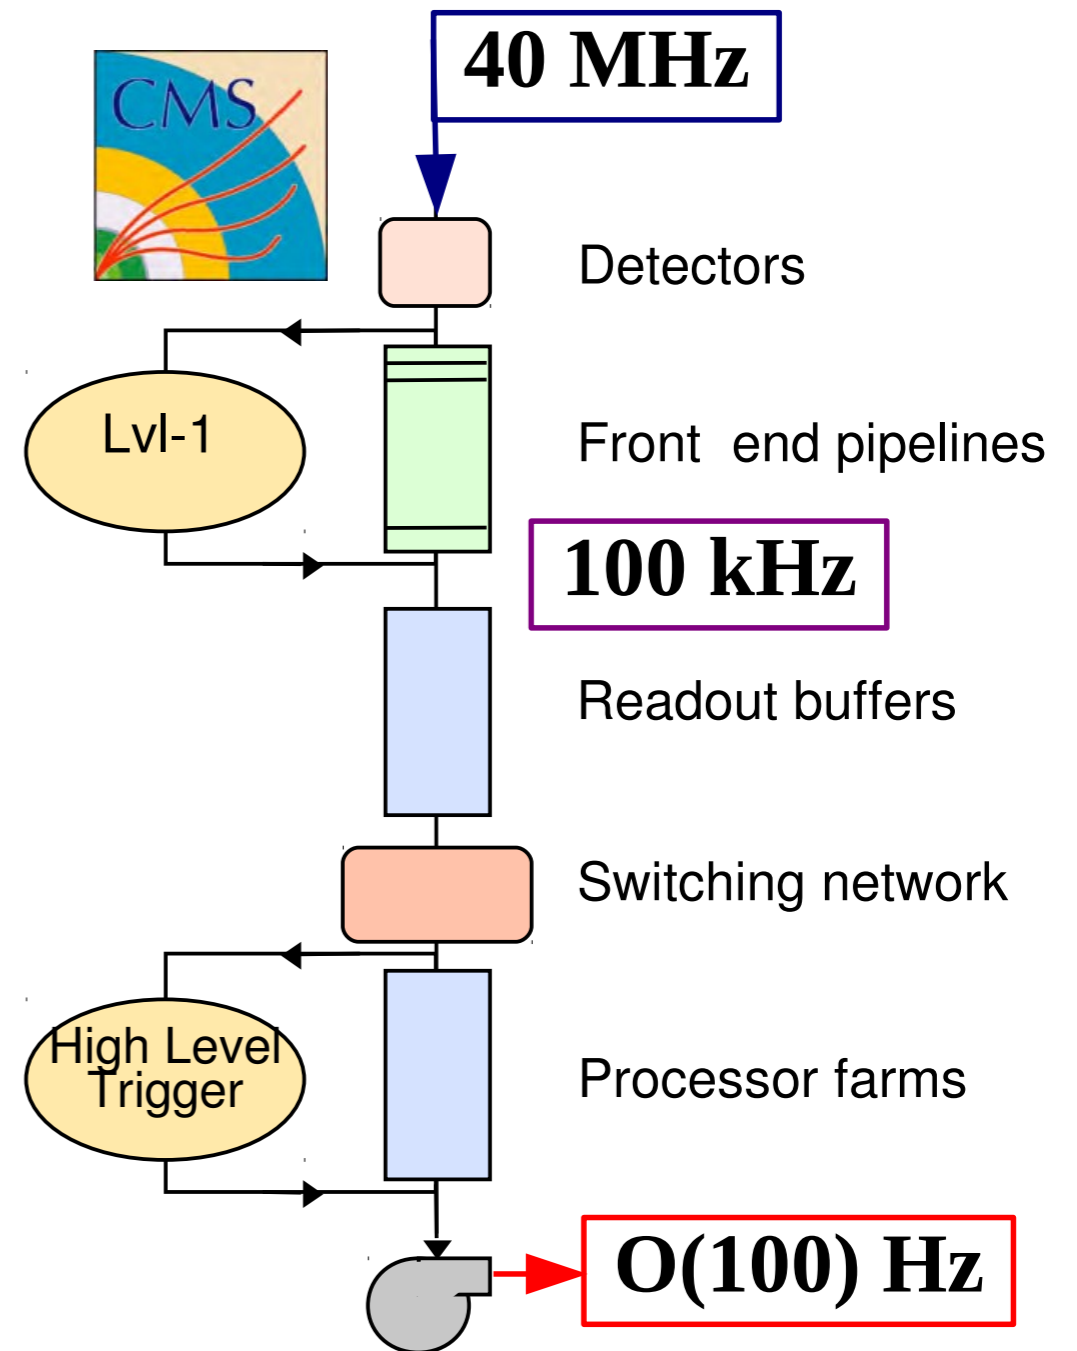 40 MHz
CMS
Detectors
Lvl-1
Front end pipelines
100 kHz
Readout buffers
Switching network
High Level
Trigger
Processor farms
O(100) Hz